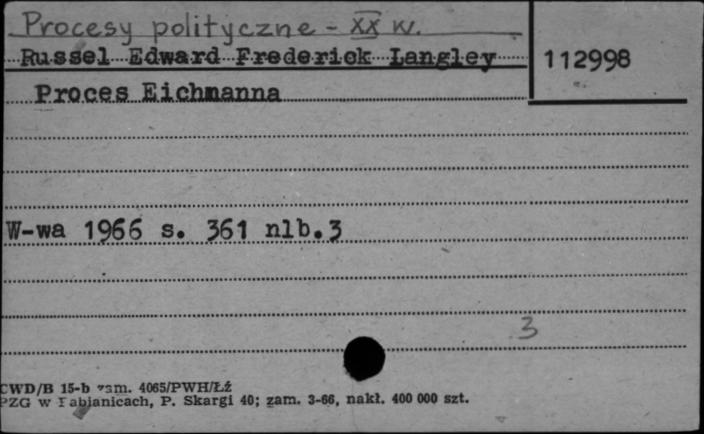 Procesy polityczne - XX w.
Russel Edward Frederick Langley
112998
Proces Eichmanna
W-wa 1966 s. 361 nlb.3
3
CWD/B 15-b zam. 4065/PWH/Łź
PZG w Pabianicach, P. Skargi 40; zam. 3-66, nakł. 400 000 szt.